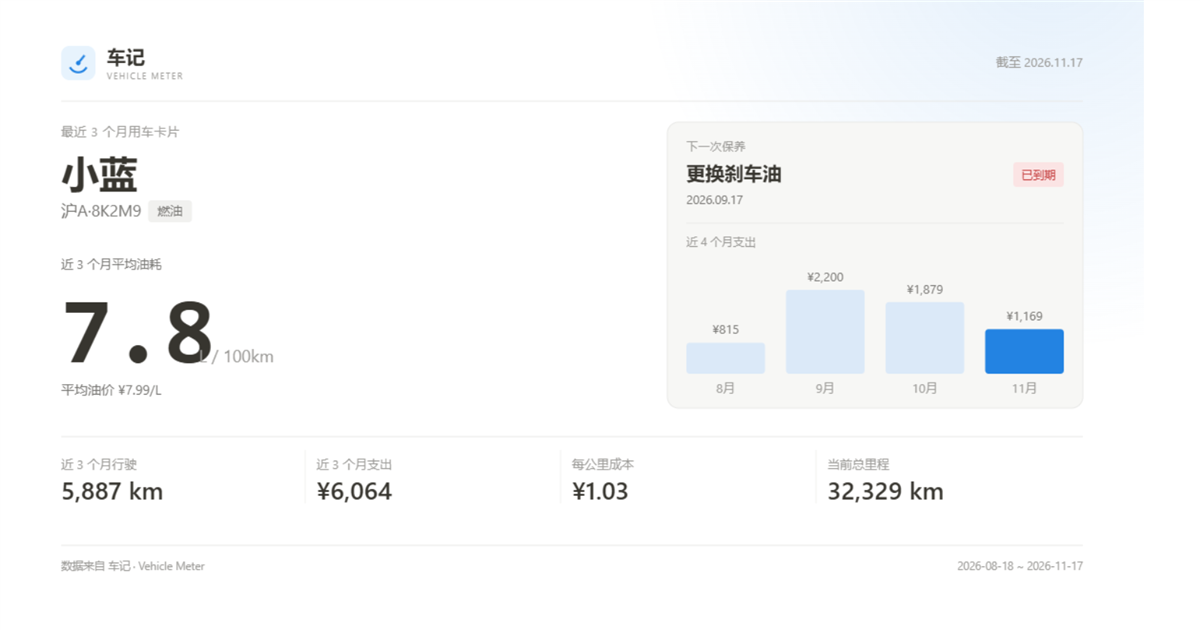 车记
VEHICLE METER
截至 2026.11.17
最近 3 个月用车卡片
小蓝
沪A·8K2M9 燃油
近 3 个月平均油耗
7.8 L / 100km
平均油价 ¥7.99/L
下一次保养
更换刹车油
已到期
2026.09.17
近 4 个月支出
¥815 ¥2,200 ¥1,879 ¥1,169
8月 9月 10月 11月
近 3 个月行驶
5,887 km
近 3 个月支出
¥6,064
每公里成本
¥1.03
当前总里程
32,329 km
数据来自 车记 · Vehicle Meter
2026-08-18 ~ 2026-11-17